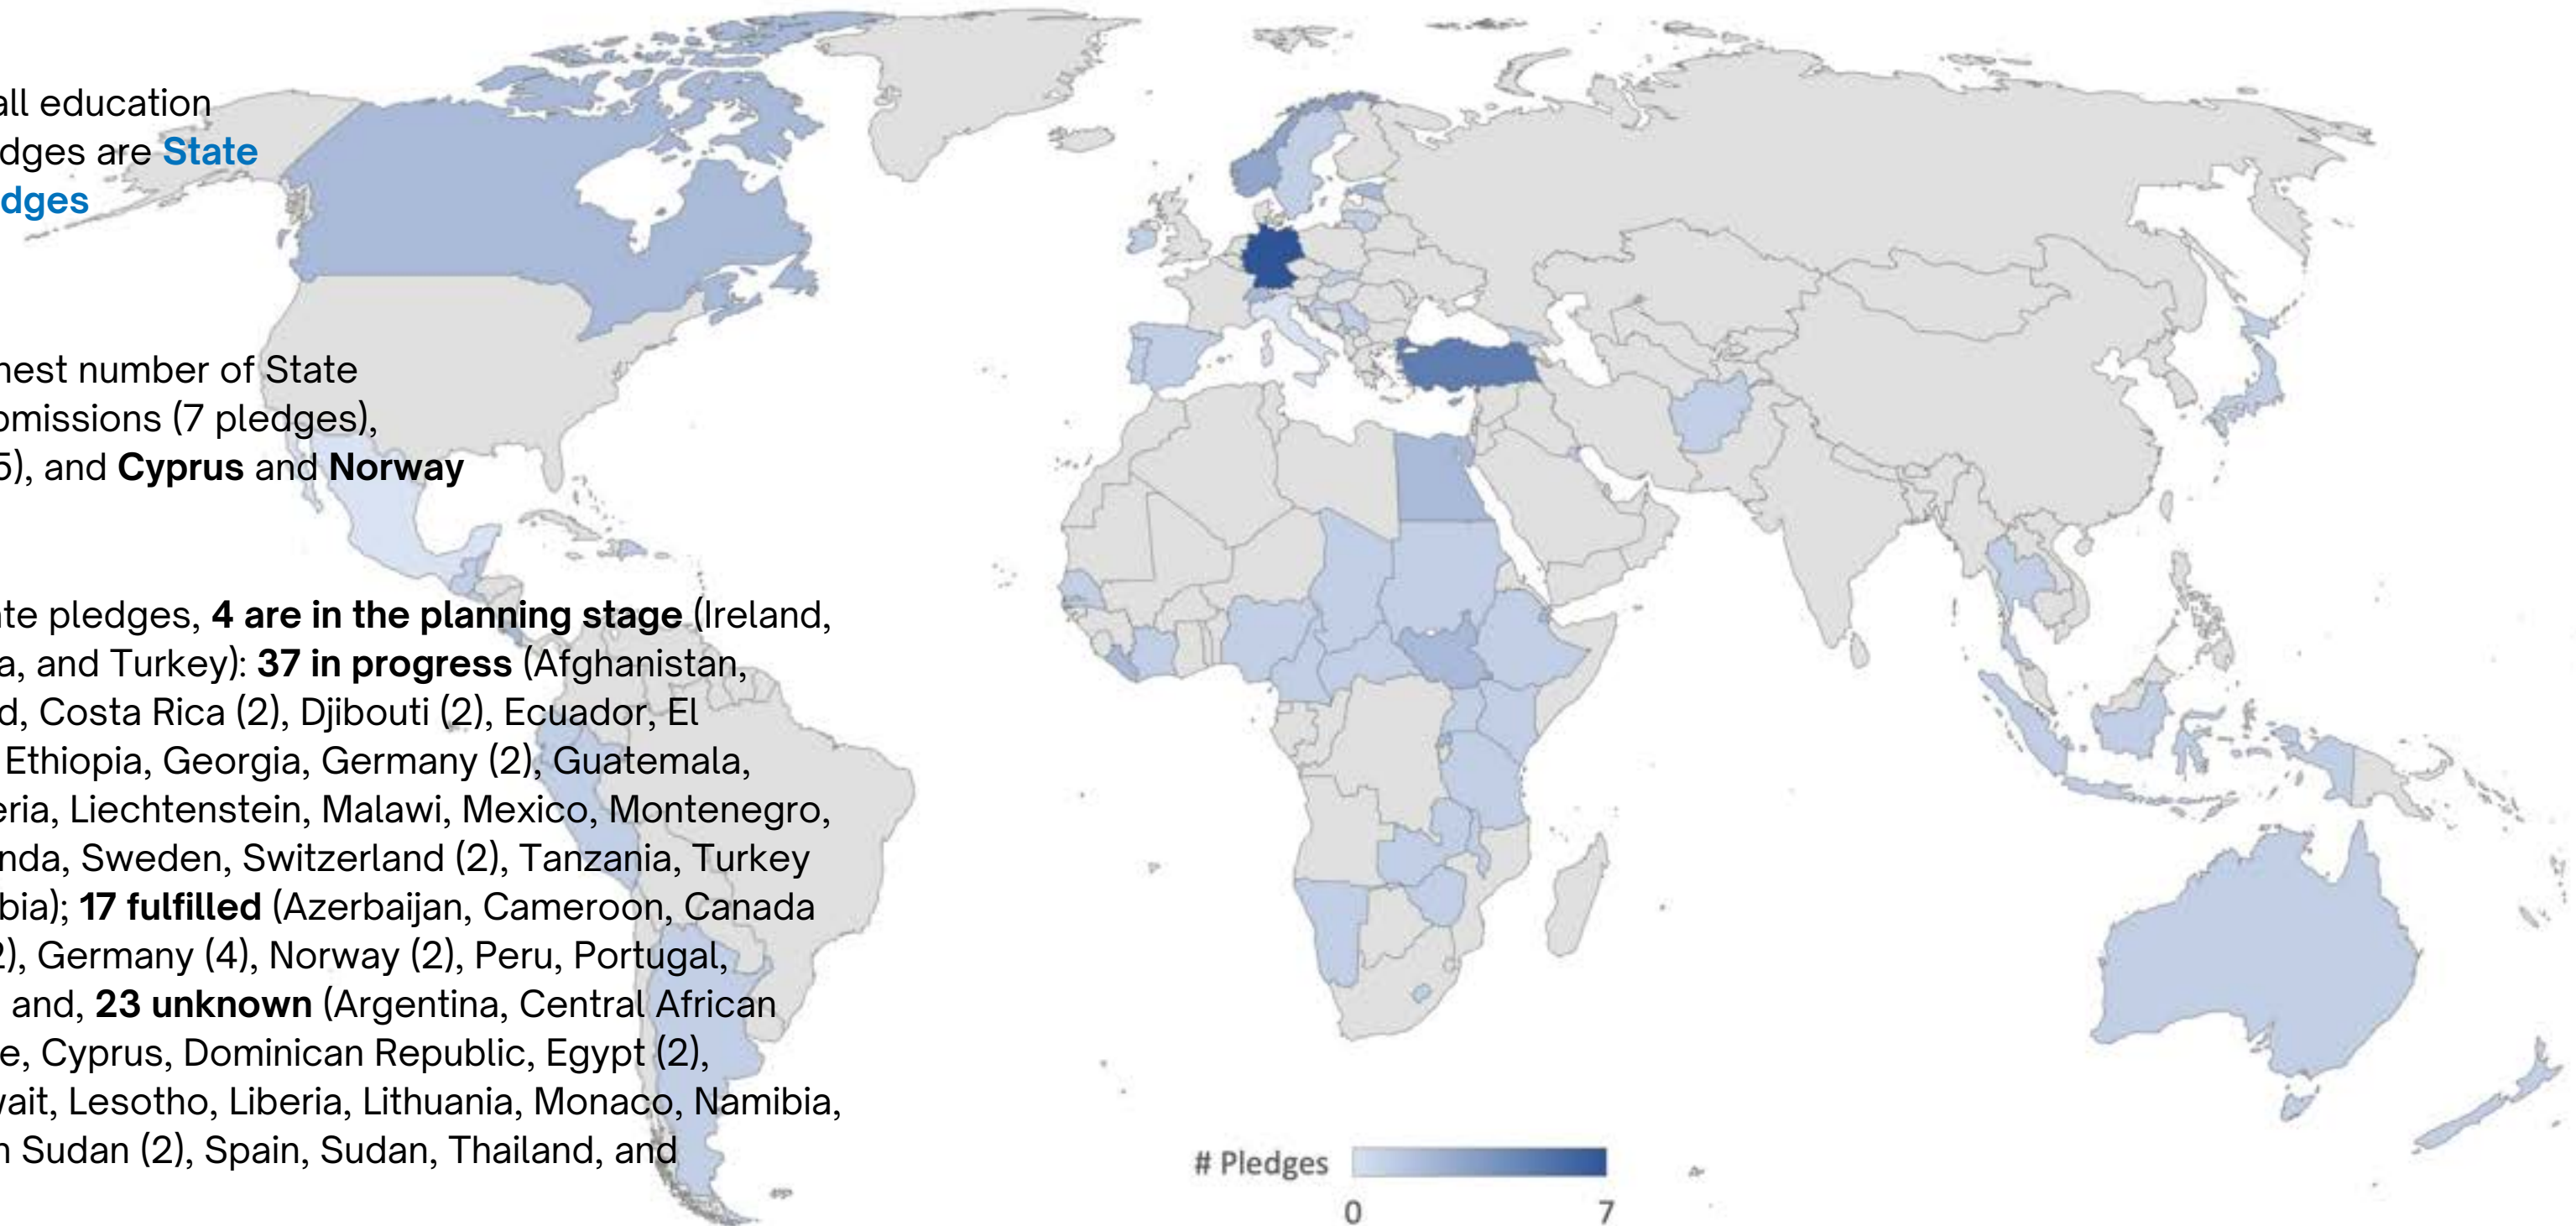 all education
dges are State
dges
nest number of State
omissions (7 pledges),
5), and Cyprus and Norway
ate pledges, 4 are in the planning stage (Ireland,
a, and Turkey): 37 in progress (Afghanistan,
d, Costa Rica (2), Djibouti (2), Ecuador, El
Ethiopia, Georgia, Germany (2), Guatemala,
eria, Liechtenstein, Malawi, Mexico, Montenegro,
nda, Sweden, Switzerland (2), Tanzania, Turkey
bia); 17 fulfilled (Azerbaijan, Cameroon, Canada
2), Germany (4), Norway (2), Peru, Portugal,
and, 23 unknown (Argentina, Central African
e, Cyprus, Dominican Republic, Egypt (2),
wait, Lesotho, Liberia, Lithuania, Monaco, Namibia,
n Sudan (2), Spain, Sudan, Thailand, and
# Pledges
0 7